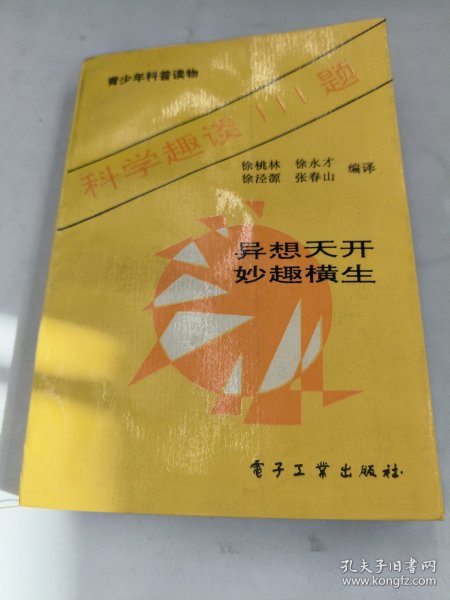 青少年科普读物
科学趣谈111题
徐桃林 徐永才
徐泾源 张春山
编译
异想天开
妙趣横生
電子工業出版社
孔夫子旧书网
www.kongfz.com